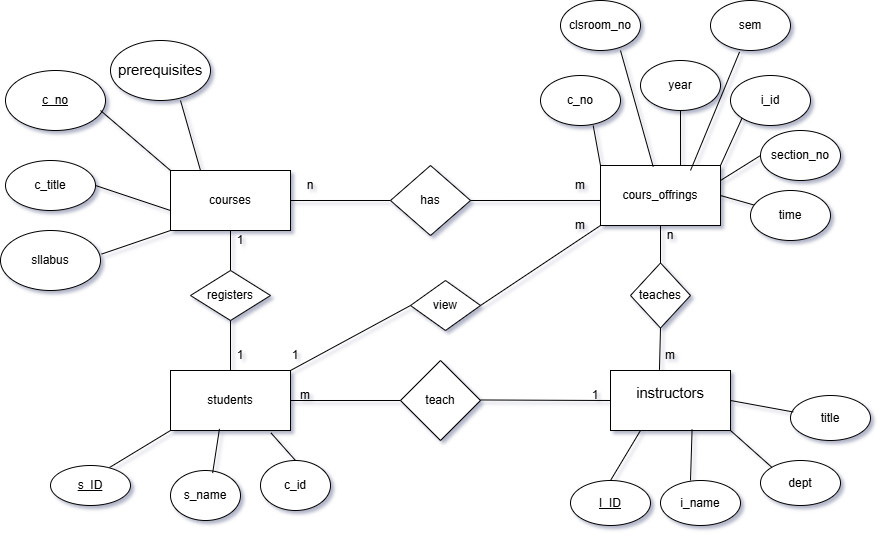 clsroom_no
sem
prerequisites
c_no
year
c_no
i_id
section_no
c_title
n
m
courses
has
cours_offrings
time
m
n
sllabus
1
registers
view
teaches
1
1
m
m
1
students
teach
instructors
title
s_ID
s_name
c_id
I_ID
i_name
dept